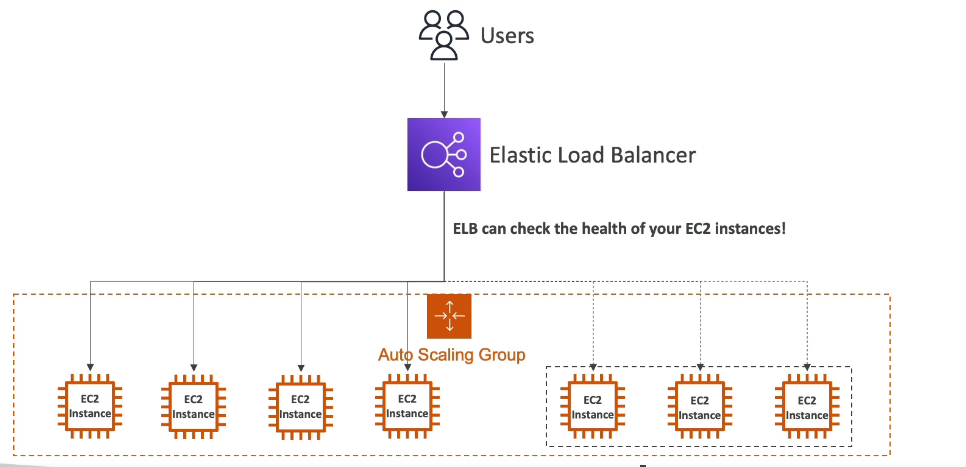 Users
Elastic Load Balancer
ELB can check the health of your EC2 instances!
Auto Scaling Group
EC2
Instance
EC2
Instance
EC2
Instance
EC2
Instance
EC2
Instance
EC2
Instance
EC2
Instance